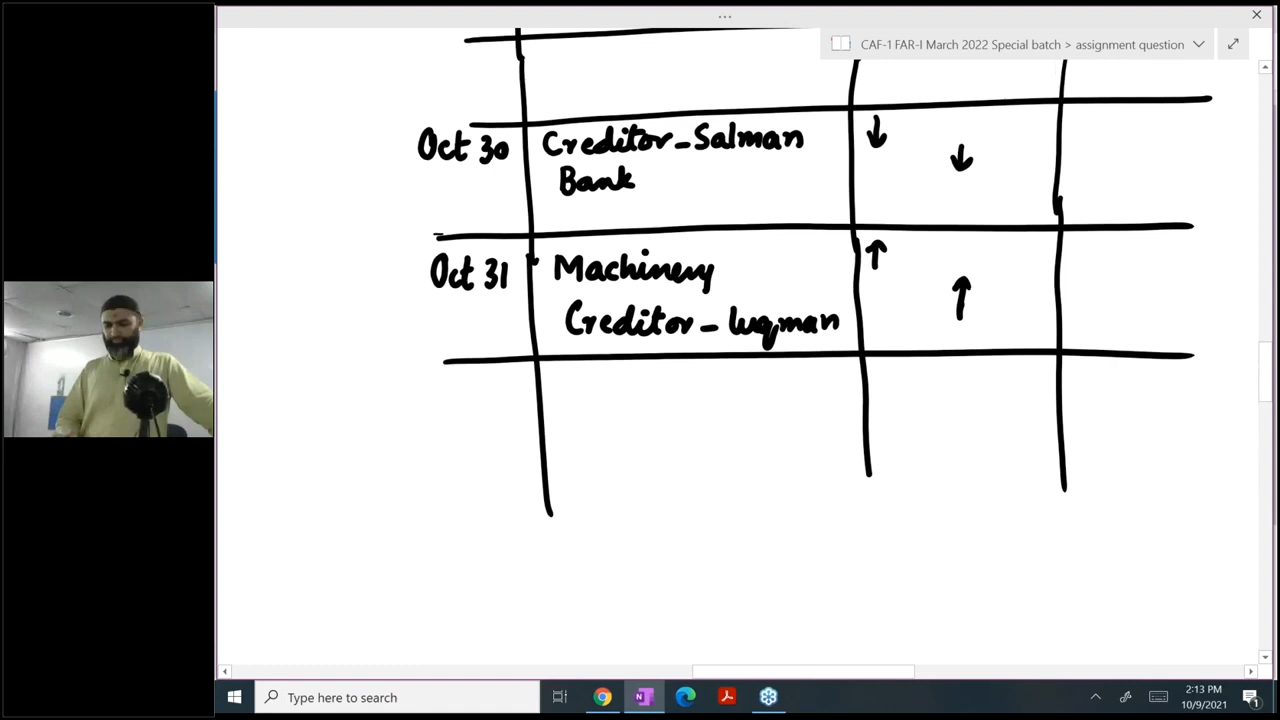 CAF-1 FAR-I March 2022 Special batch > assignment question
Oct 30 Creditor-Salman ↓
Bank ↓
Oct 31 Machinery ↑
Creditor-luqman ↑
Type here to search
2:13 PM
10/9/2021
1